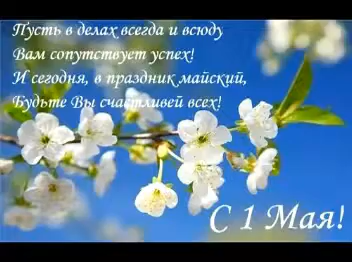 Пусть в делах всегда и всюду
Вам сопутствует успех!
И сегодня, в праздник майский,
Будьте Вы счастливей всех!
С 1 Мая!